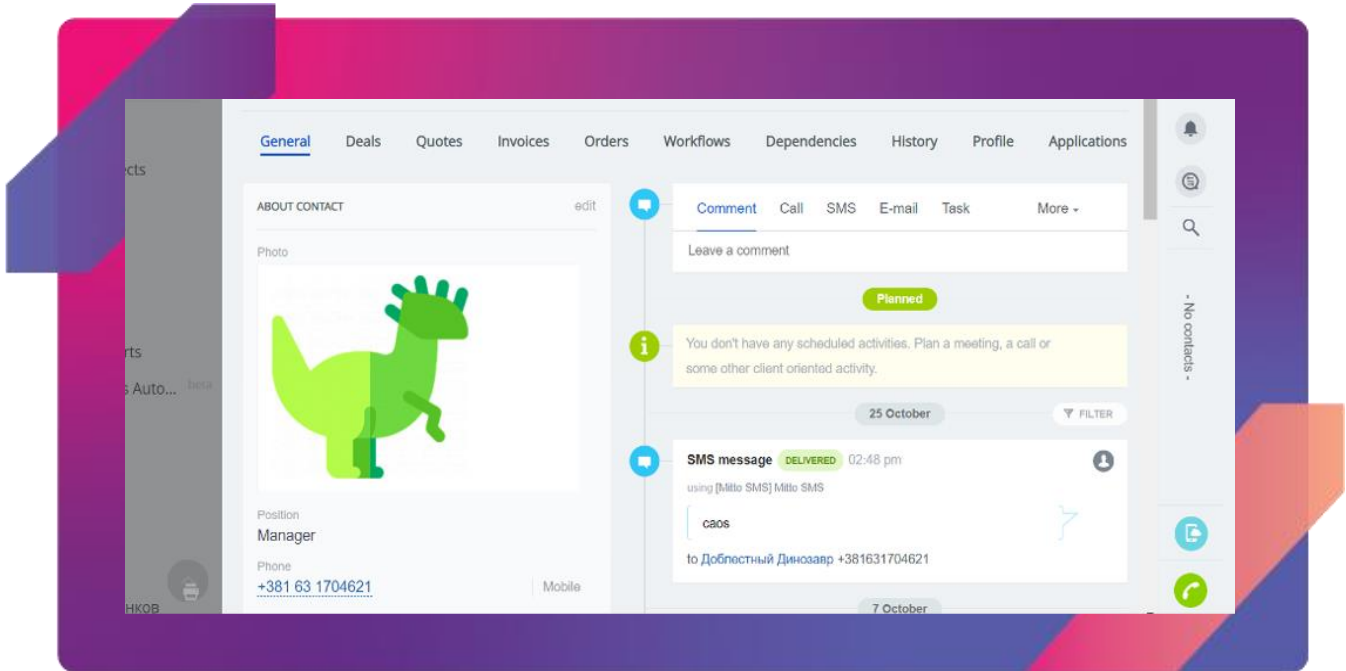 General Deals Quotes Invoices Orders Workflows Dependencies History Profile Applications
ects
rts
s Auto... beta
НКОВ
ABOUT CONTACT edit
Photo
Position
Manager
Phone
+381 63 1704621 Mobile
Comment Call SMS E-mail Task More
Leave a comment
Planned
You don't have any scheduled activities. Plan a meeting, a call or
some other client oriented activity.
25 October FILTER
SMS message DELIVERED 02:48 pm
using [Mitto SMS] Mitto SMS
caos
to Доблестный Динозавр +381631704621
7 October
- No contacts -